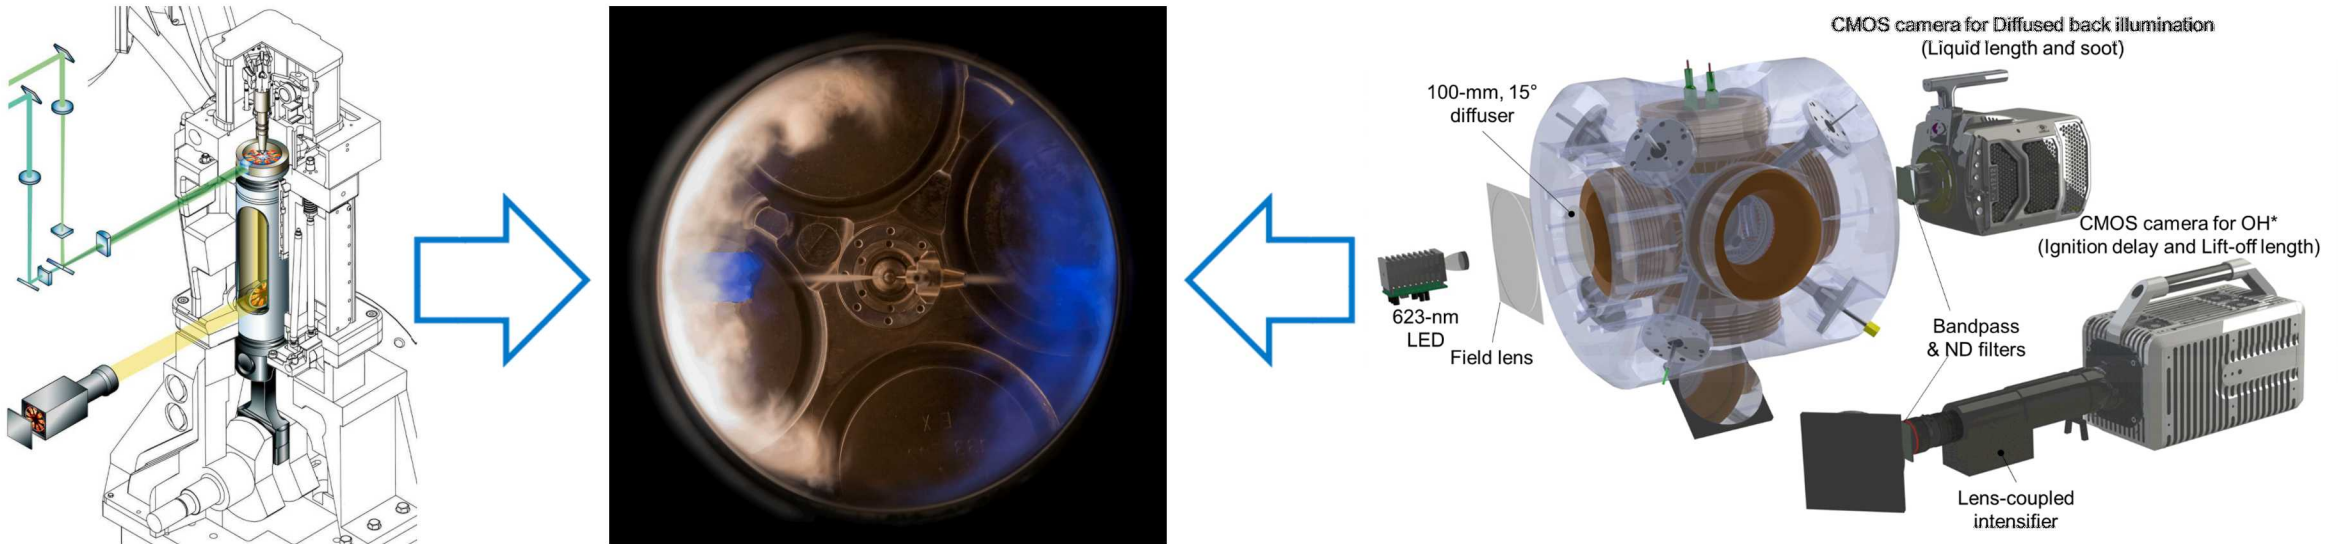 CMOS camera for Diffused back illumination
(Liquid length and soot)
100-mm, 15°
diffuser
CMOS camera for OH*
(Ignition delay and Lift-off length)
623-nm
LED
Field lens
Bandpass
& ND filters
Lens-coupled
intensifier
EX